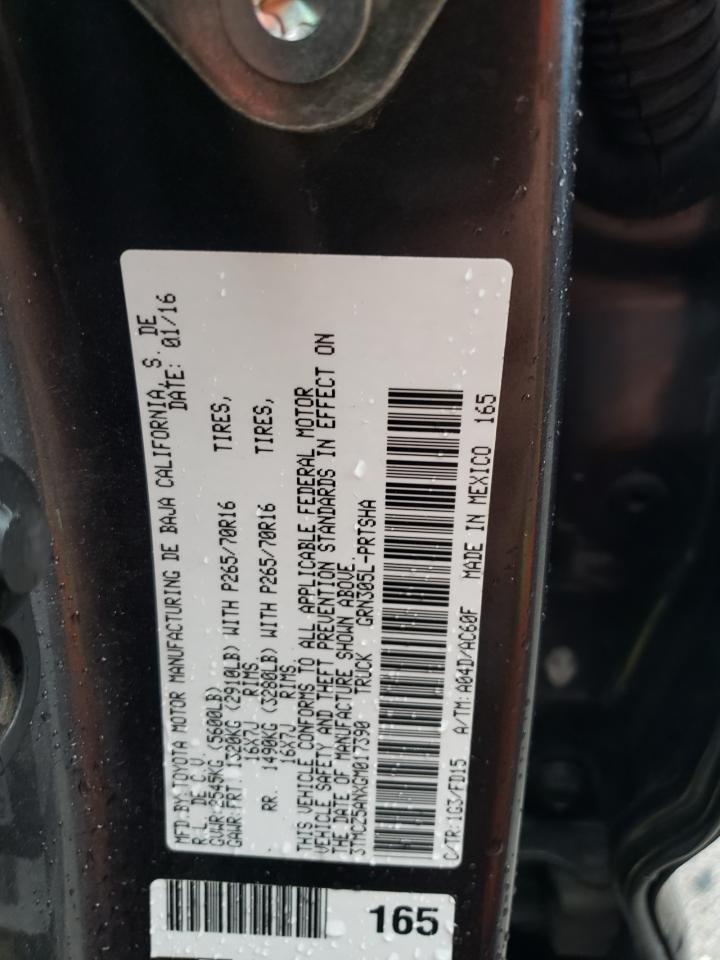 MFD.BY:TOYOTA MOTOR MANUFACTURING DE BAJA CALIFORNIA, S. DE
R.L. DE C.V. DATE: 01/16
GVWR:2545KG (5600LB)
GAWR:FRT. 1320KG (2910LB) WITH P265/70R16 TIRES,
16X7J RIMS.
RR. 1490KG (3280LB) WITH P265/70R16 TIRES,
16X7J RIMS.
THIS VEHICLE CONFORMS TO ALL APPLICABLE FEDERAL MOTOR
VEHICLE SAFETY AND THEFT PREVENTION STANDARDS IN EFFECT ON
THE DATE OF MANUFACTURE SHOWN ABOVE.
3TMCZ5ANXGM017390 TRUCK GRN305L-PRTSHA
C/TR:1G3/FD15 A/TM:A04D/AC60F MADE IN MEXICO 165
165